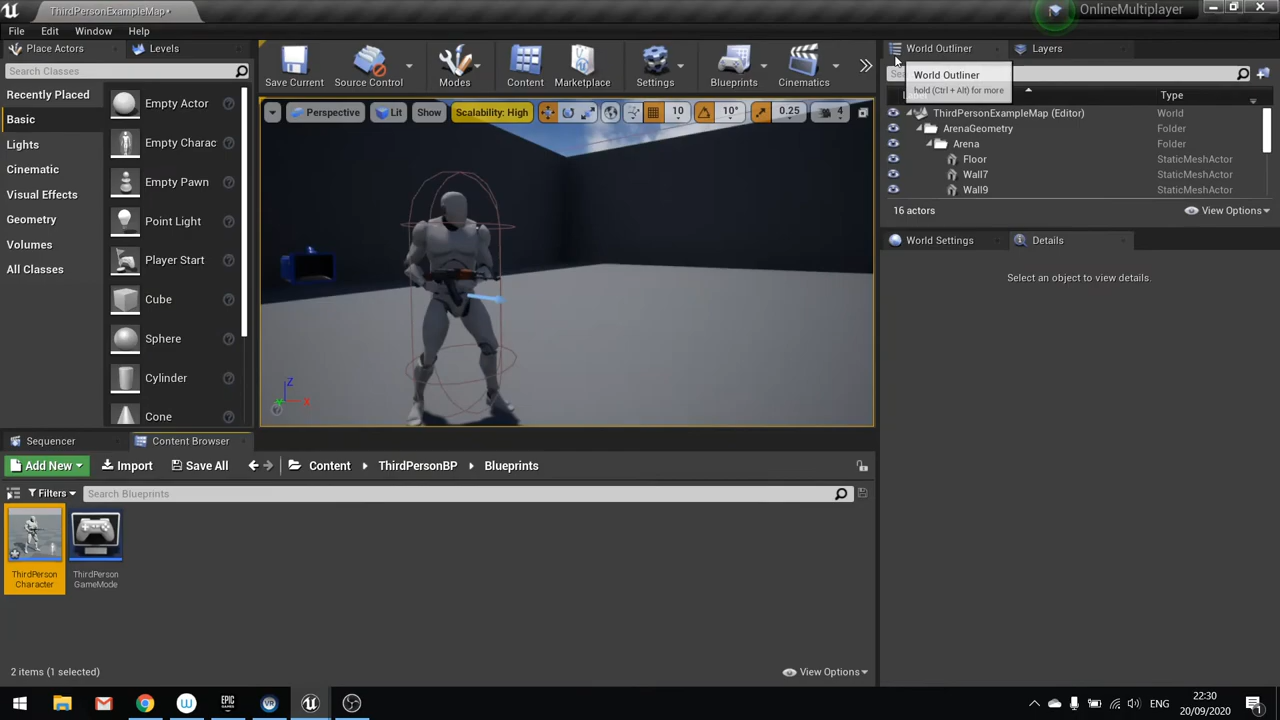 ThirdPersonExampleMap*
OnlineMultiplayer
File Edit Window Help
Place Actors Levels
Search Classes
Recently Placed
Basic
Lights
Cinematic
Visual Effects
Geometry
Volumes
All Classes
Empty Actor
Empty Charac
Empty Pawn
Point Light
Player Start
Cube
Sphere
Cylinder
Cone
Save Current Source Control Modes Content Marketplace Settings Blueprints Cinematics
Perspective Lit Show Scalability: High 10 10° 0.25 4
Z
X
World Outliner Layers
World Outliner
hold (Ctrl + Alt) for more
Type
ThirdPersonExampleMap (Editor) World
ArenaGeometry Folder
Arena Folder
Floor StaticMeshActor
Wall7 StaticMeshActor
Wall9 StaticMeshActor
16 actors View Options
World Settings Details
Select an object to view details.
Sequencer Content Browser
Add New Import Save All Content ThirdPersonBP Blueprints
Filters Search Blueprints
ThirdPerson
Character
ThirdPerson
GameMode
2 items (1 selected) View Options
ENG
22:30
20/09/2020